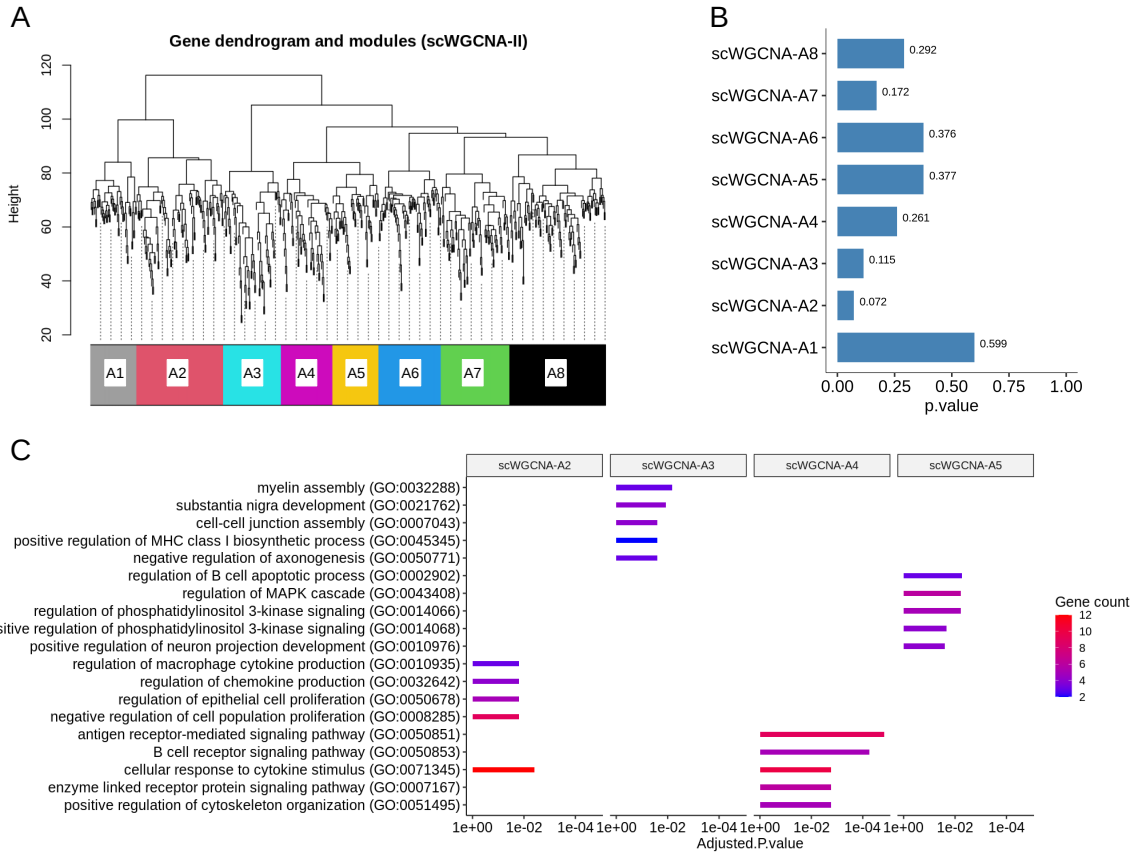 A
Gene dendrogram and modules (scWGCNA-II)
Height
120
100
80
60
40
20
A1 A2 A3 A4 A5 A6 A7 A8
B
scWGCNA-A8 0.292
scWGCNA-A7 0.172
scWGCNA-A6 0.376
scWGCNA-A5 0.377
scWGCNA-A4 0.261
scWGCNA-A3 0.115
scWGCNA-A2 0.072
scWGCNA-A1 0.599
0.00 0.25 0.50 0.75 1.00
p.value
C
scWGCNA-A2 scWGCNA-A3 scWGCNA-A4 scWGCNA-A5
myelin assembly (GO:0032288)
substantia nigra development (GO:0021762)
cell-cell junction assembly (GO:0007043)
positive regulation of MHC class I biosynthetic process (GO:0045345)
negative regulation of axonogenesis (GO:0050771)
regulation of B cell apoptotic process (GO:0002902)
regulation of MAPK cascade (GO:0043408)
regulation of phosphatidylinositol 3-kinase signaling (GO:0014066)
sitive regulation of phosphatidylinositol 3-kinase signaling (GO:0014068)
positive regulation of neuron projection development (GO:0010976)
regulation of macrophage cytokine production (GO:0010935)
regulation of chemokine production (GO:0032642)
regulation of epithelial cell proliferation (GO:0050678)
negative regulation of cell population proliferation (GO:0008285)
antigen receptor-mediated signaling pathway (GO:0050851)
B cell receptor signaling pathway (GO:0050853)
cellular response to cytokine stimulus (GO:0071345)
enzyme linked receptor protein signaling pathway (GO:0007167)
positive regulation of cytoskeleton organization (GO:0051495)
1e+00 1e-02 1e-04 1e+00 1e-02 1e-04 1e+00 1e-02 1e-04 1e+00 1e-02 1e-04
Adjusted.P.value
Gene count
12
10
8
6
4
2